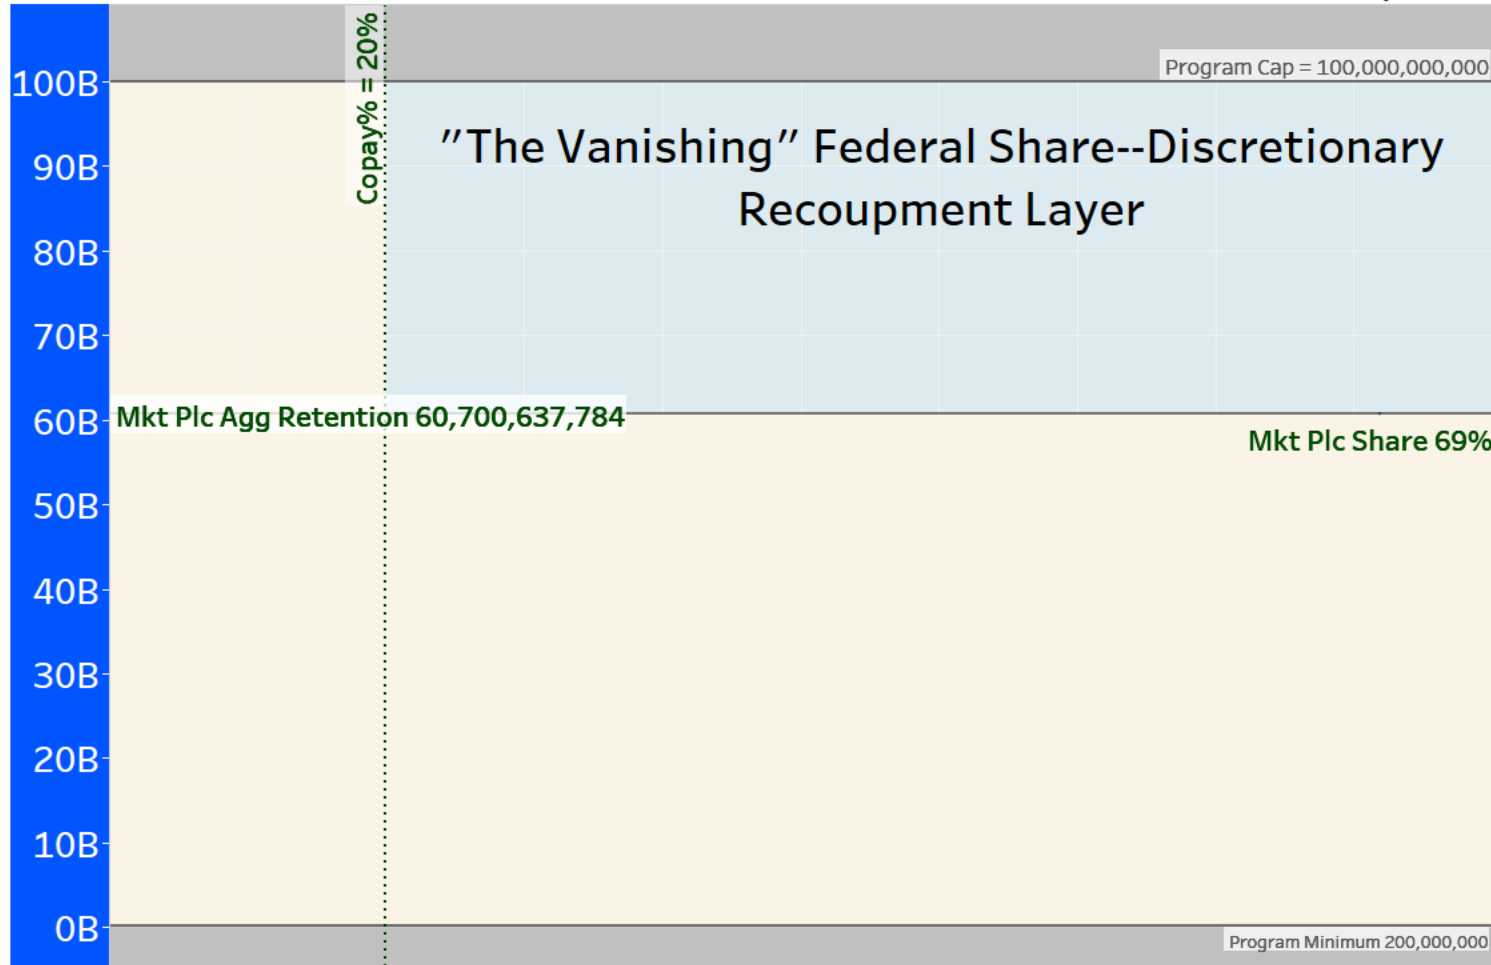 Copay% = 20%
100B
Program Cap = 100,000,000,000
"The Vanishing" Federal Share--Discretionary
Recoupment Layer
90B
80B
70B
60B
Mkt Plc Agg Retention 60,700,637,784
Mkt Plc Share 69%
50B
40B
30B
20B
10B
0B
Program Minimum 200,000,000